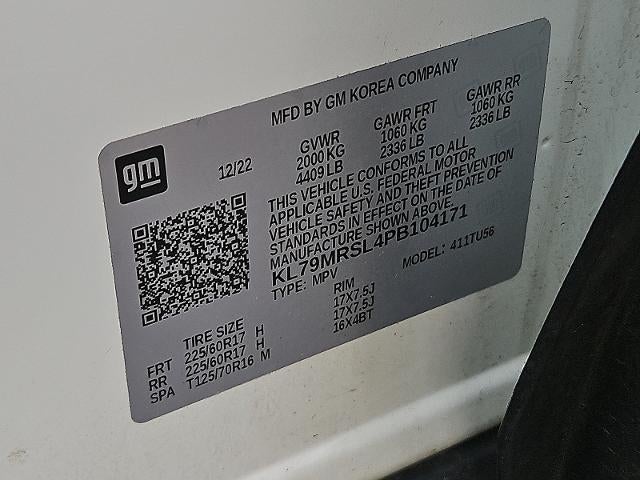 MFD BY GM KOREA COMPANY
gm
12/22
GVWR
2000 KG
4409 LB
GAWR FRT
1060 KG
2336 LB
GAWR RR
1060 KG
2336 LB
THIS VEHICLE CONFORMS TO ALL
APPLICABLE U.S. FEDERAL MOTOR
VEHICLE SAFETY AND THEFT PREVENTION
STANDARDS IN EFFECT ON THE DATE OF
MANUFACTURE SHOWN ABOVE.
KL79MRSL4PB104171
TYPE: MPV
MODEL: 411TU56
TIRE SIZE
RIM
FRT 225/60R17 H 17X7.5J
RR 225/60R17 H 17X7.5J
SPA T125/70R16 M 16X4BT